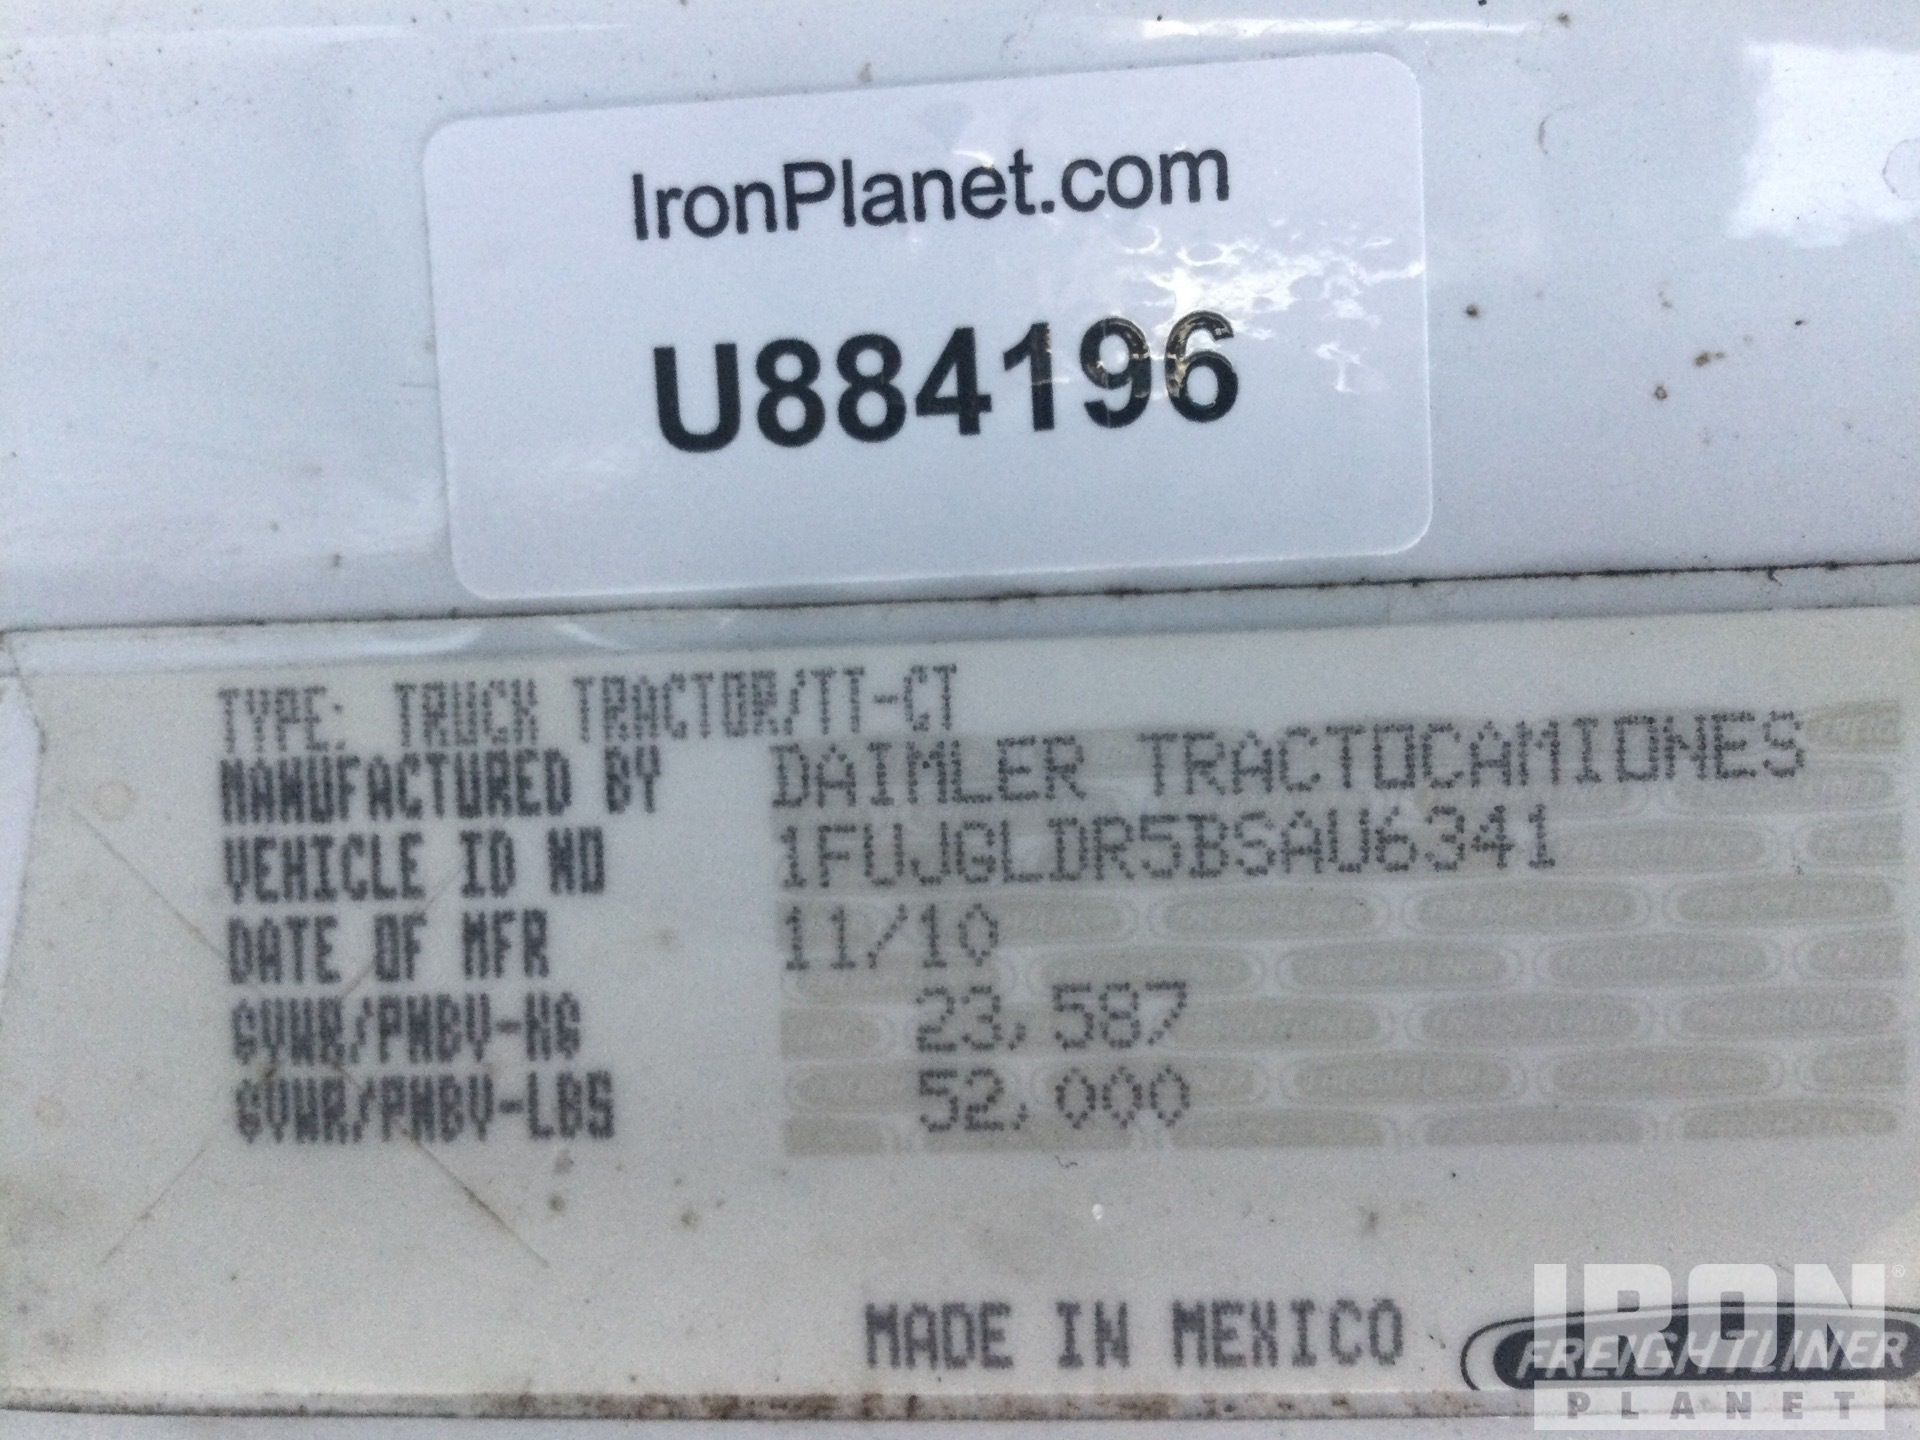 IronPlanet.com
U884196
TYPE: TRUCK TRACTOR/TT-CT
MANUFACTURED BY DAIMLER TRACTOCAMIONES
VEHICLE ID NO 1FUJGLDR5BSAU6341
DATE OF MFR 11/10
GVWR/PNBV-KG 23,587
GVWR/PNBV-LBS 52,000
MADE IN MEXICO
FREIGHTLINER
IRON ®
PLANET